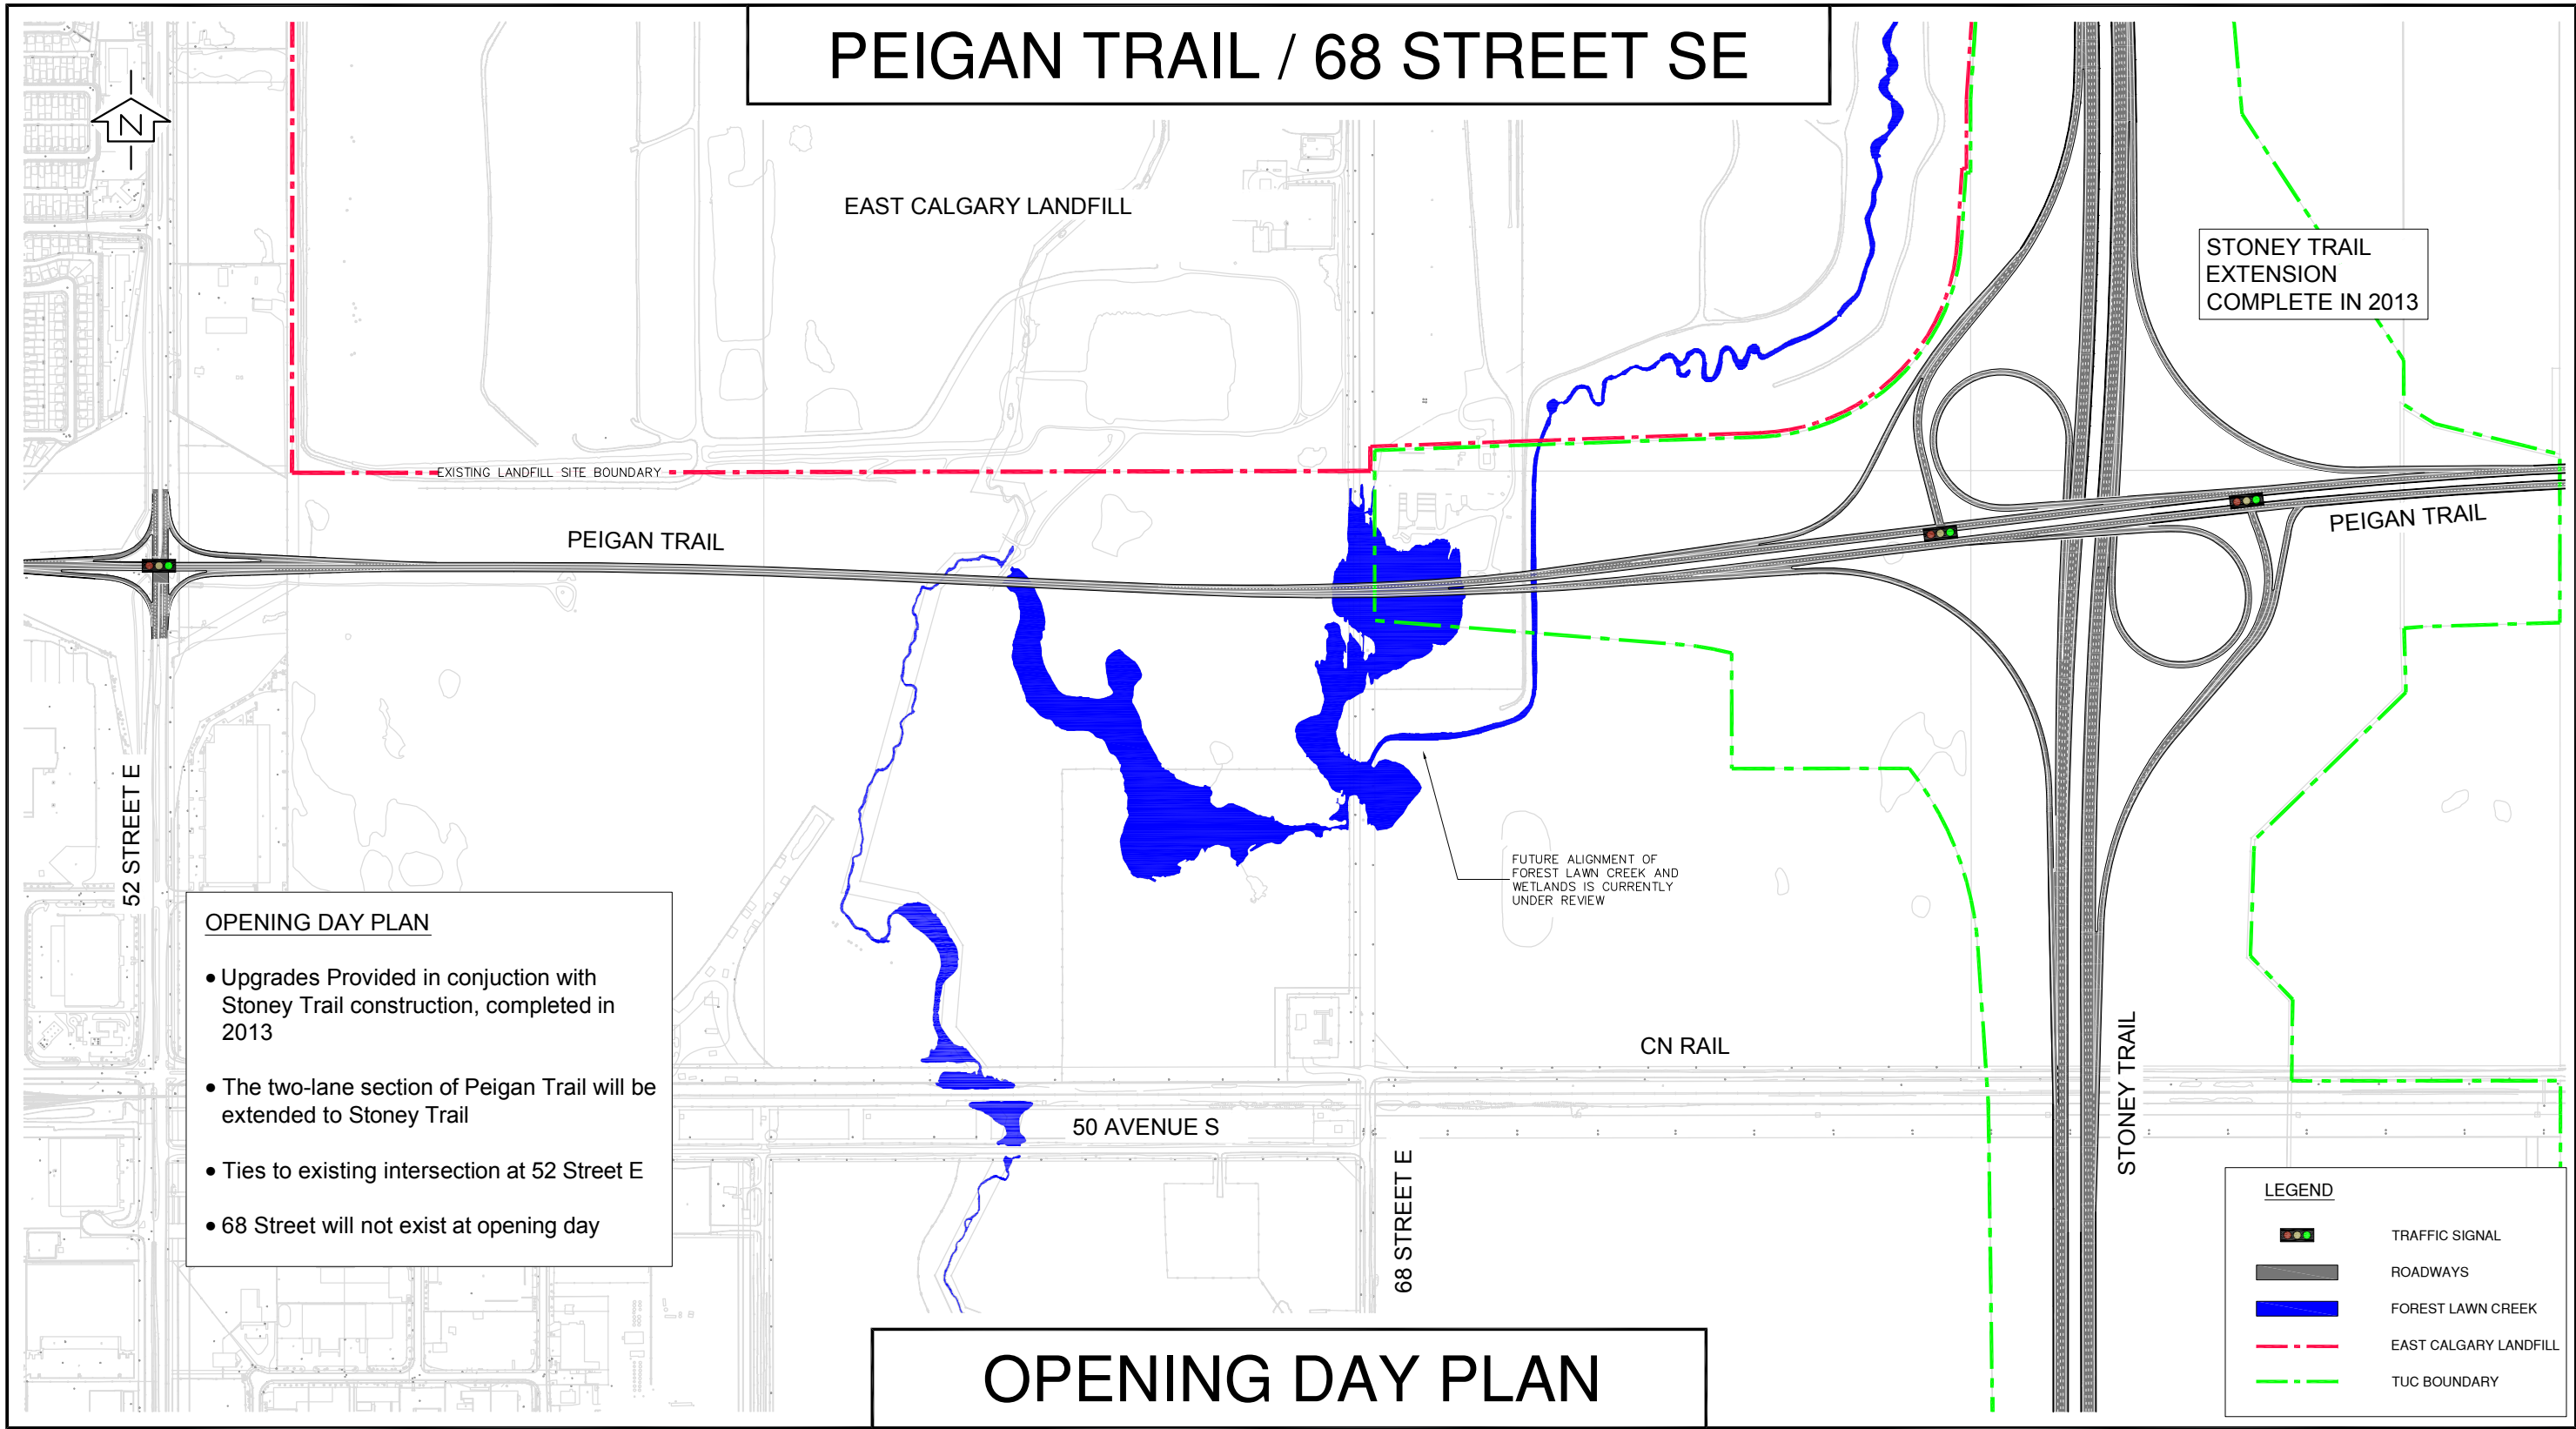 PEIGAN TRAIL / 68 STREET SE
N
EAST CALGARY LANDFILL
STONEY TRAIL
EXTENSION
COMPLETE IN 2013
EXISTING LANDFILL SITE BOUNDARY
PEIGAN TRAIL
PEIGAN TRAIL
52 STREET E
FUTURE ALIGNMENT OF
FOREST LAWN CREEK AND
WETLANDS IS CURRENTLY
UNDER REVIEW
OPENING DAY PLAN
• Upgrades Provided in conjuction with
Stoney Trail construction, completed in
2013
• The two-lane section of Peigan Trail will be
extended to Stoney Trail
• Ties to existing intersection at 52 Street E
• 68 Street will not exist at opening day
CN RAIL
50 AVENUE S
68 STREET E
STONEY TRAIL
LEGEND
TRAFFIC SIGNAL
ROADWAYS
FOREST LAWN CREEK
EAST CALGARY LANDFILL
TUC BOUNDARY
OPENING DAY PLAN